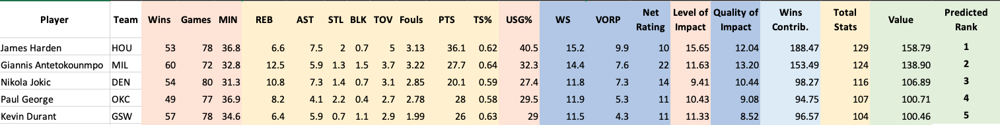 Player Team Wins Games MIN REB AST STL BLK TOV Fouls PTS TS% USG% WS VORP Net Rating Level of Impact Quality of Impact Wins Contrib. Total Stats Value Predicted Rank
James Harden HOU 53 78 36.8 6.6 7.5 2 0.7 5 3.13 36.1 0.62 40.5 15.2 9.9 10 15.65 12.04 188.47 129 158.79 1
Giannis Antetokounmpo MIL 60 72 32.8 12.5 5.9 1.3 1.5 3.7 3.22 27.7 0.64 32.3 14.4 7.6 22 11.63 13.20 153.49 124 138.90 2
Nikola Jokic DEN 54 80 31.3 10.8 7.3 1.4 0.7 3.1 2.85 20.1 0.59 27.4 11.8 7.3 14 9.41 10.44 98.27 116 106.89 3
Paul George OKC 49 77 36.9 8.2 4.1 2.2 0.4 2.7 2.78 28 0.58 29.5 11.9 5.3 11 10.43 9.08 94.75 107 100.71 4
Kevin Durant GSW 57 78 34.6 6.4 5.9 0.7 1.1 2.9 1.99 26 0.63 29 11.5 4.3 11 11.33 8.52 96.57 104 100.46 5